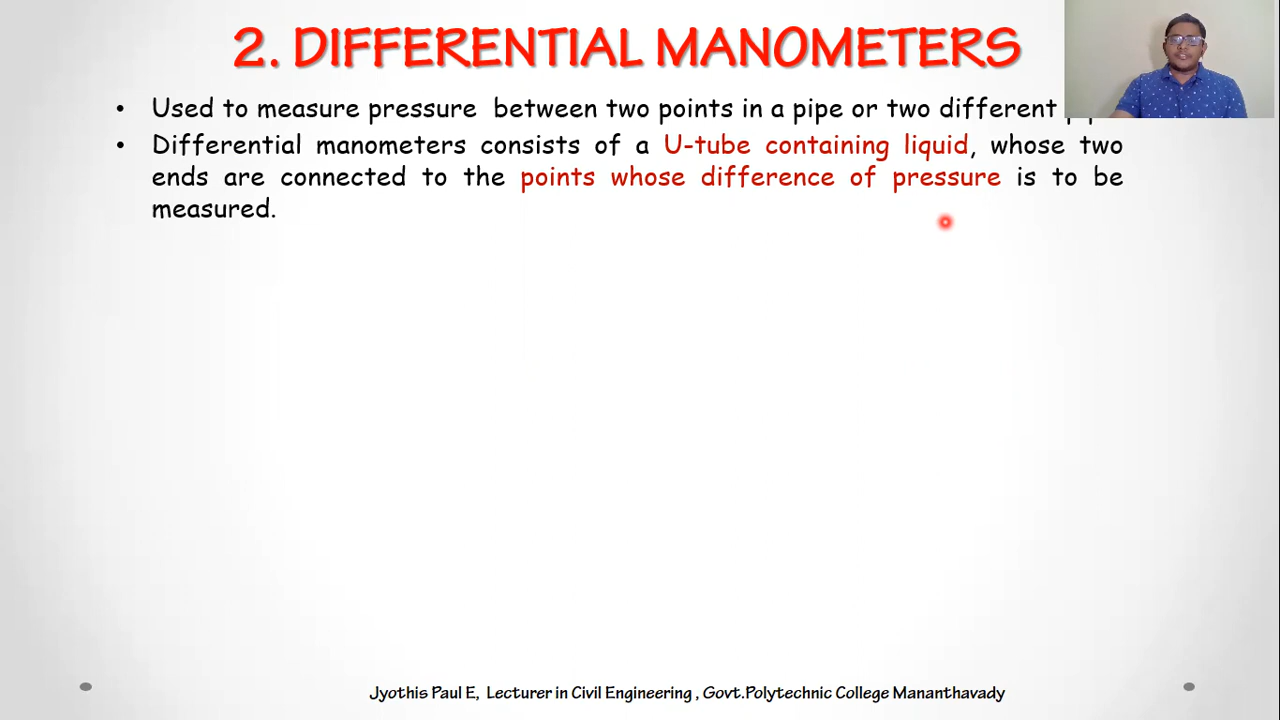 2. DIFFERENTIAL MANOMETERS
• Used to measure pressure between two points in a pipe or two different
• Differential manometers consists of a U-tube containing liquid, whose two
ends are connected to the points whose difference of pressure is to be
measured.
Jyothis Paul E, Lecturer in Civil Engineering , Govt.Polytechnic College Mananthavady